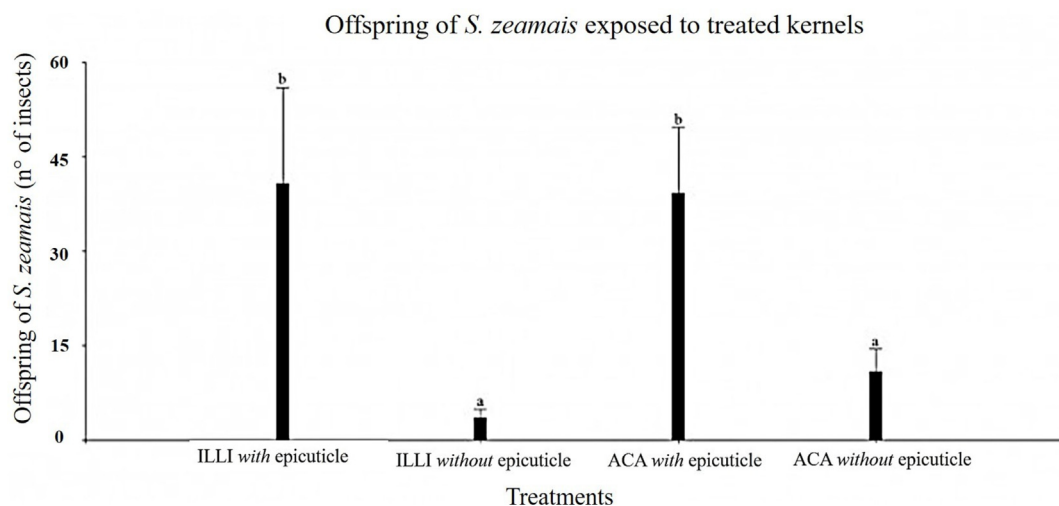 Offspring of S. zeamais exposed to treated kernels
Offspring of S. zeamais (n° of insects)
60
45
30
15
0
b
a
b
a
ILLI with epicuticle
ILLI without epicuticle
ACA with epicuticle
ACA without epicuticle
Treatments